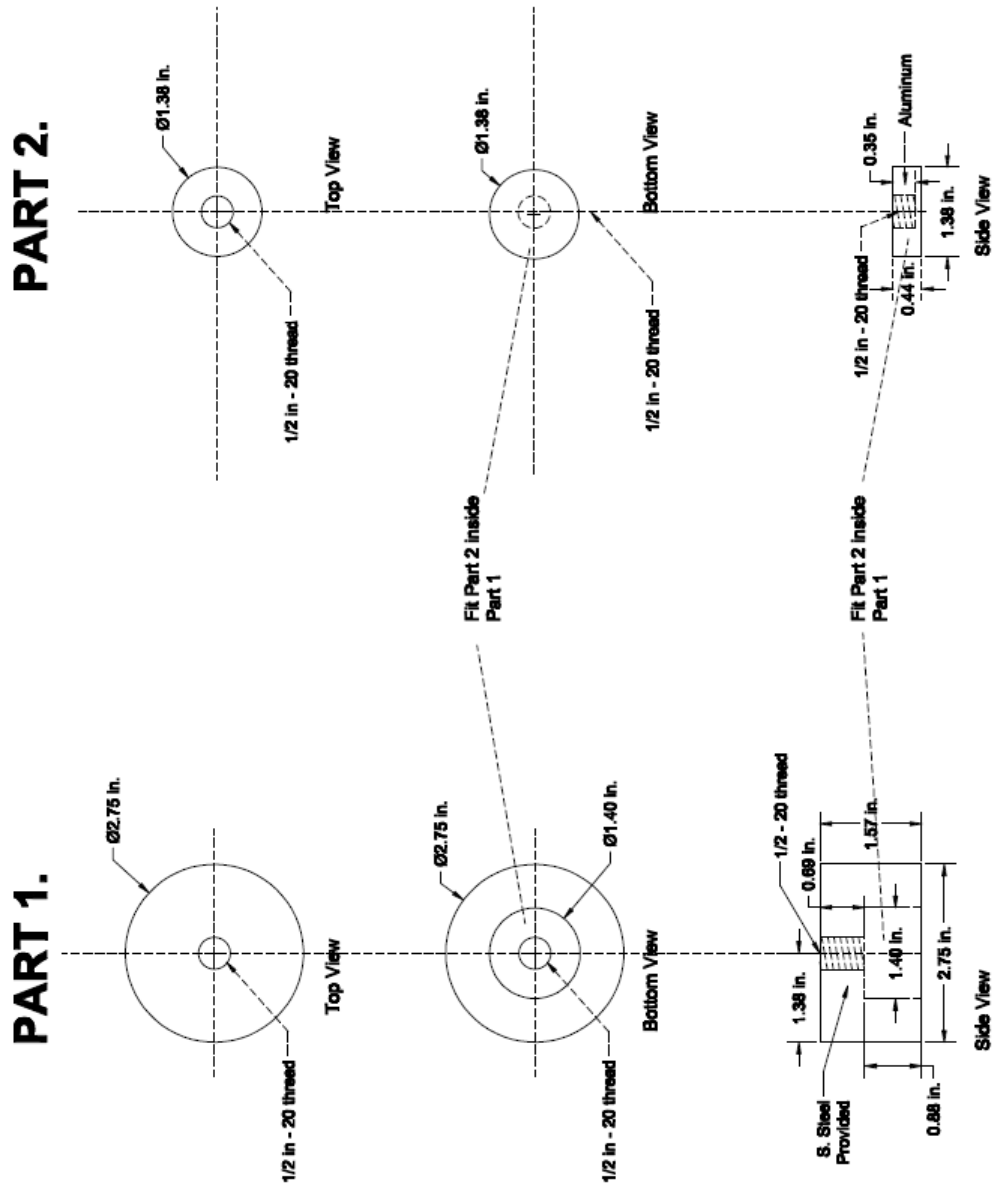 PART 1.
Ø2.75 in.
1/2 in - 20 thread
Top View
Ø2.75 in.
Ø1.40 in.
1/2 in - 20 thread
Bottom View
S. Steel
Provided
1.38 in.
1/2 - 20 thread
0.69 in.
1.57 in.
1.40 in.
2.75 in.
0.88 in.
Side View
Fit Part 2 inside
Part 1
Fit Part 2 inside
Part 1
PART 2.
Ø1.38 in.
1/2 in - 20 thread
Top View
Ø1.38 in.
1/2 in - 20 thread
Bottom View
1/2 in - 20 thread
0.35 in.
Aluminum
0.44 in.
1.38 in.
Side View